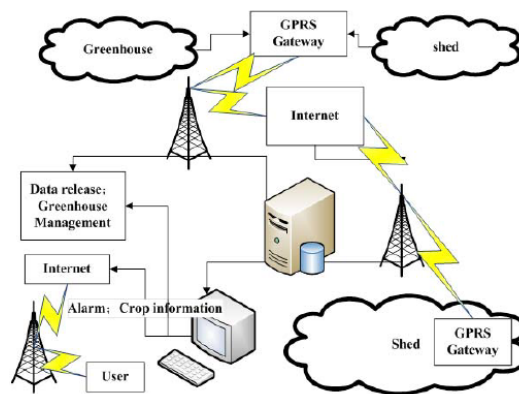 Greenhouse
GPRS
Gateway
shed
Internet
Data release;
Greenhouse
Management
Internet
Alarm; Crop information
User
Shed
GPRS
Gateway